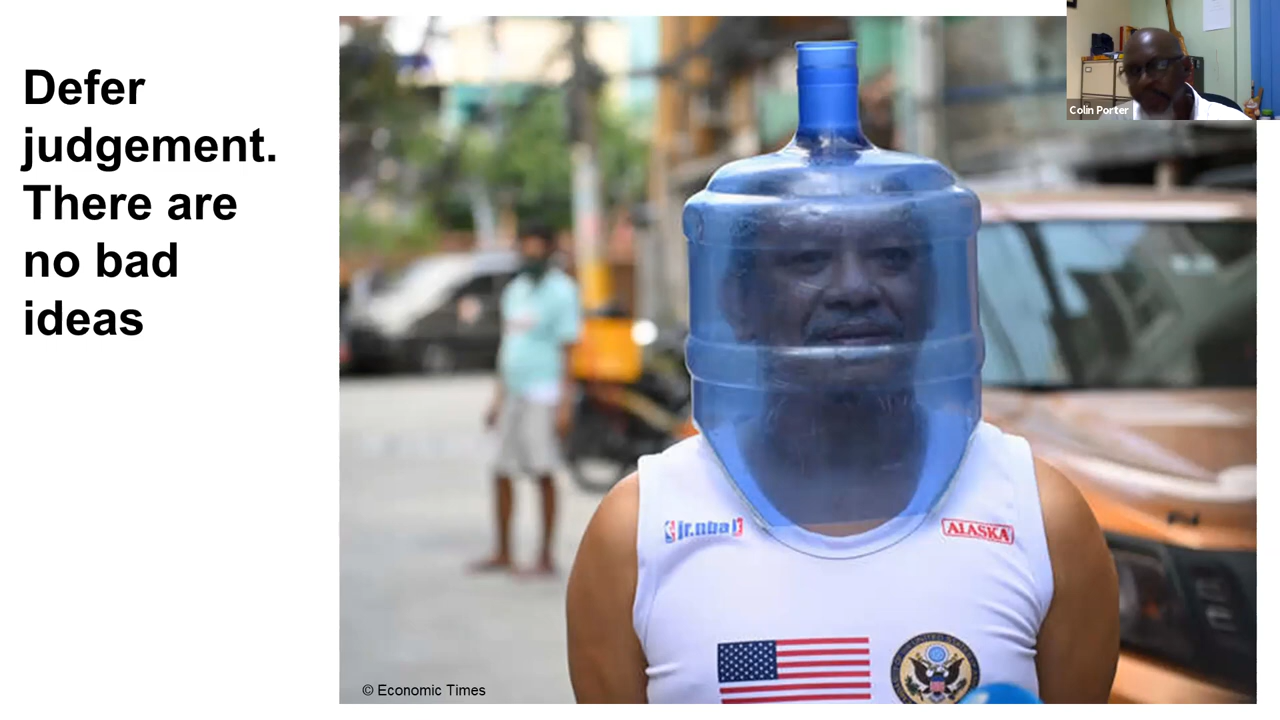 Defer
judgement.
There are
no bad
ideas
Colin Porter
jr.nba
ALASKA
© Economic Times